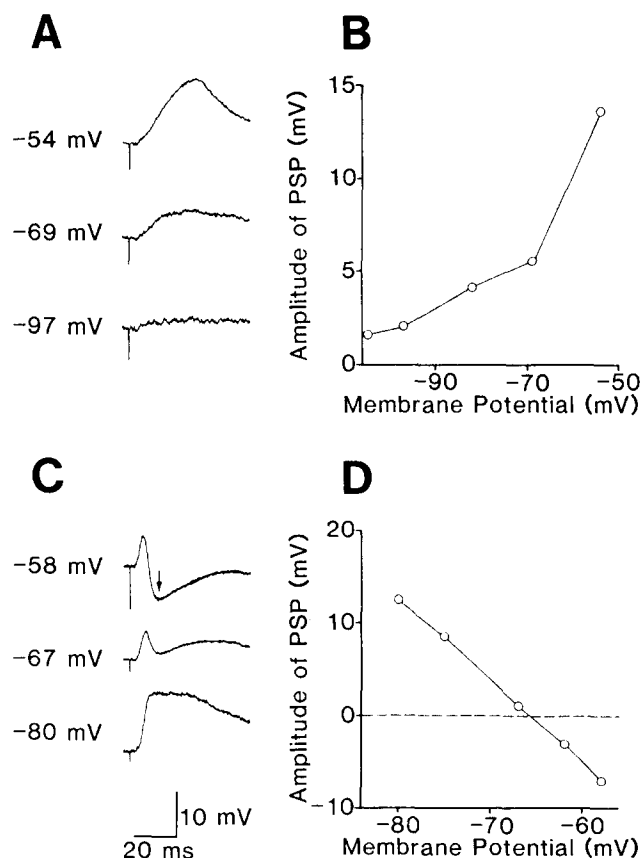 A
-54 mV
-69 mV
-97 mV
B
Amplitude of PSP (mV)
15
10
5
0
-90
-70
-50
Membrane Potential (mV)
C
-58 mV
-67 mV
-80 mV
10 mV
20 ms
D
Amplitude of PSP (mV)
20
10
0
-10
-80
-70
-60
Membrane Potential (mV)